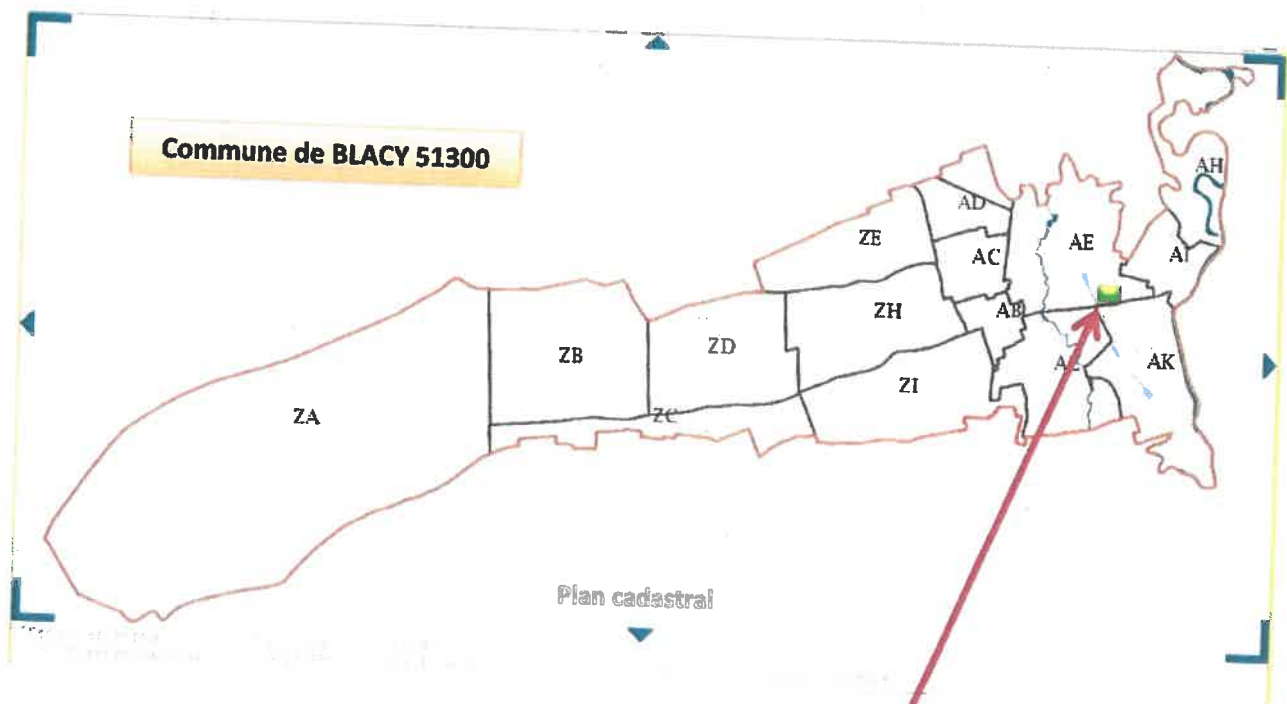 Commune de BLACY 51300
AH
AD
ZE
AE
AC
AI
ZH
AB
ZD
ZB
AK
ZI
ZA
ZC
Plan cadastral